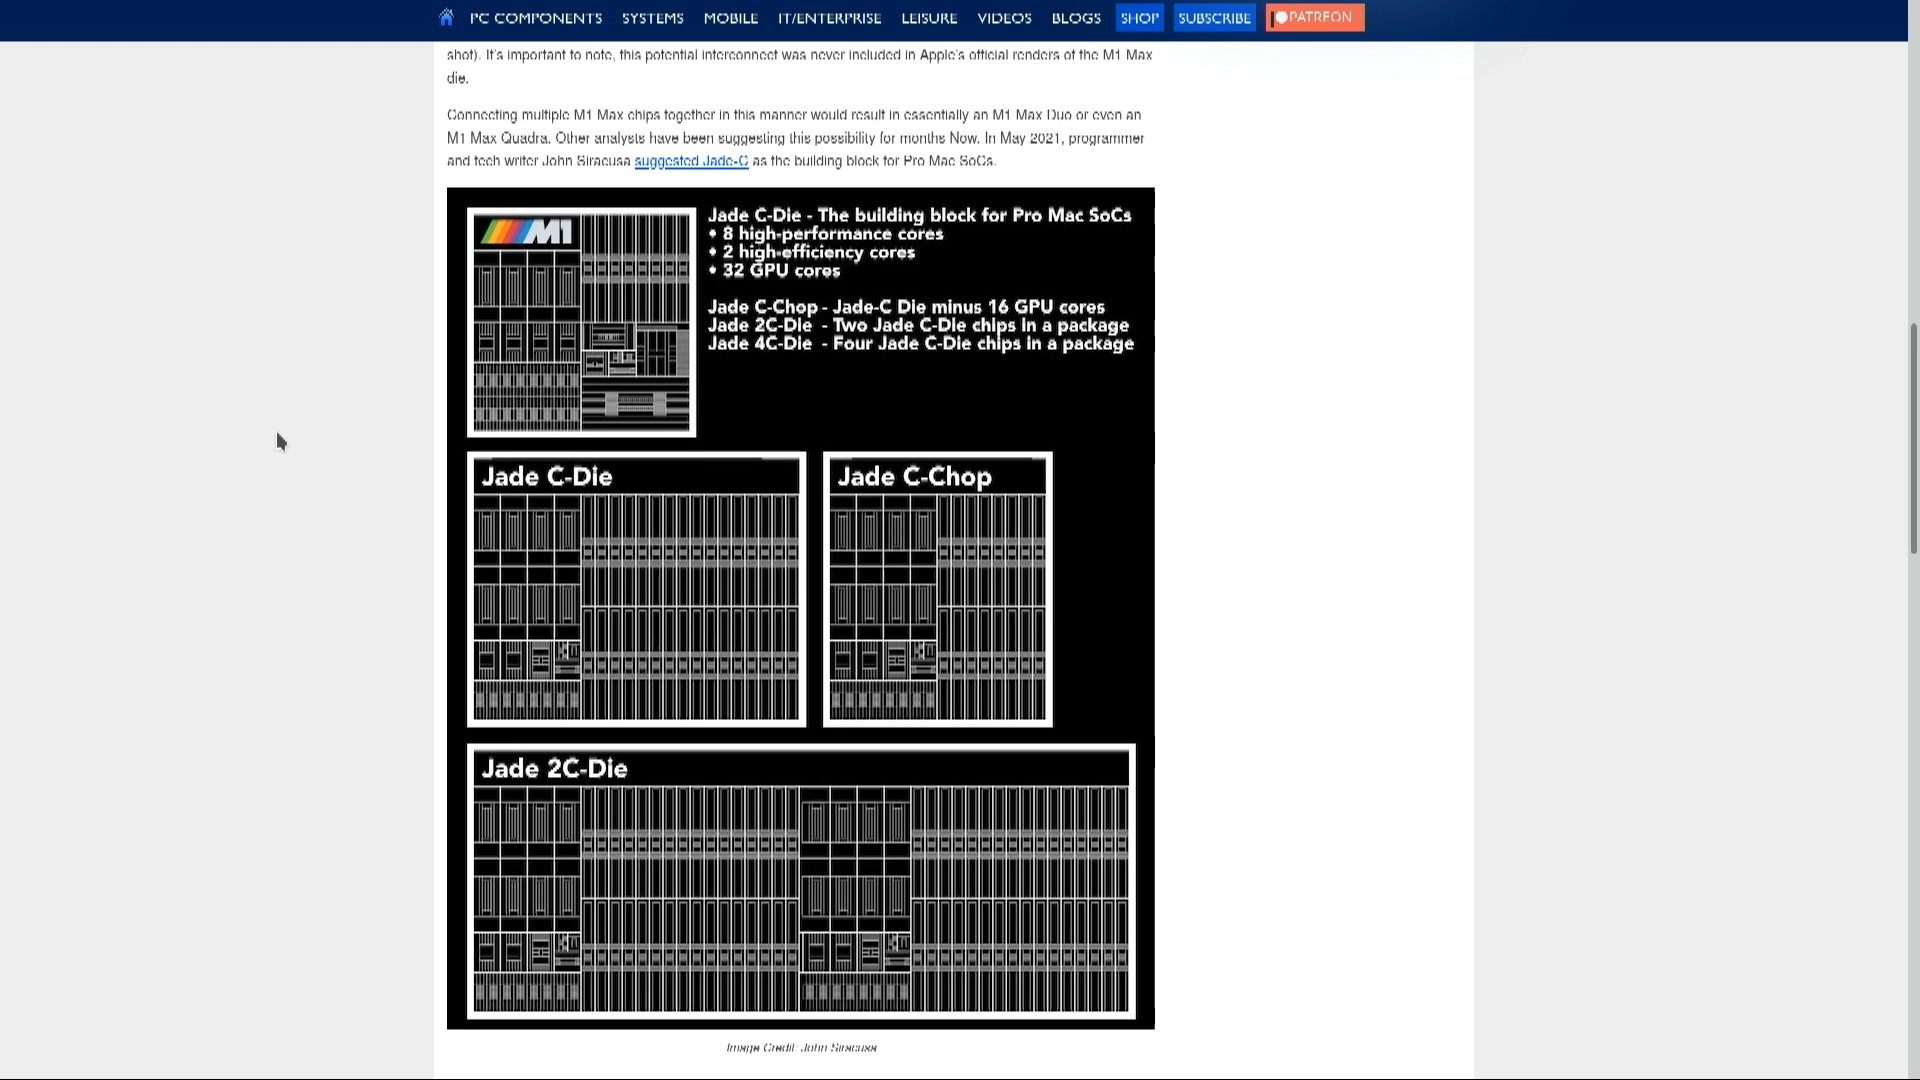 PC COMPONENTS SYSTEMS MOBILE IT/ENTERPRISE LEISURE VIDEOS BLOGS SHOP SUBSCRIBE PATREON
shot). It's important to note, this potential interconnect was never included in Apple's official renders of the M1 Max
die.
Connecting multiple M1 Max chips together in this manner would result in essentially an M1 Max Duo or even an
M1 Max Quadra. Other analysts have been suggesting this possibility for months Now. In May 2021, programmer
and tech writer John Siracusa suggested Jade-C as the building block for Pro Mac SoCs.
M1
Jade C-Die - The building block for Pro Mac SoCs
• 8 high-performance cores
• 2 high-efficiency cores
• 32 GPU cores
Jade C-Chop - Jade-C Die minus 16 GPU cores
Jade 2C-Die - Two Jade C-Die chips in a package
Jade 4C-Die - Four Jade C-Die chips in a package
Jade C-Die
Jade C-Chop
Jade 2C-Die
Image Credit: John Siracusa